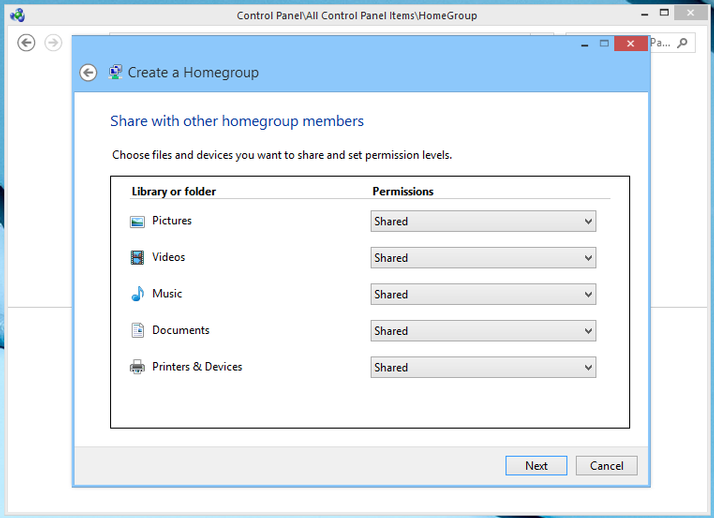 Control Panel\All Control Panel Items\HomeGroup
Pa...
Create a Homegroup
Share with other homegroup members
Choose files and devices you want to share and set permission levels.
Library or folder Permissions
Pictures Shared
Videos Shared
Music Shared
Documents Shared
Printers & Devices Shared
Next Cancel